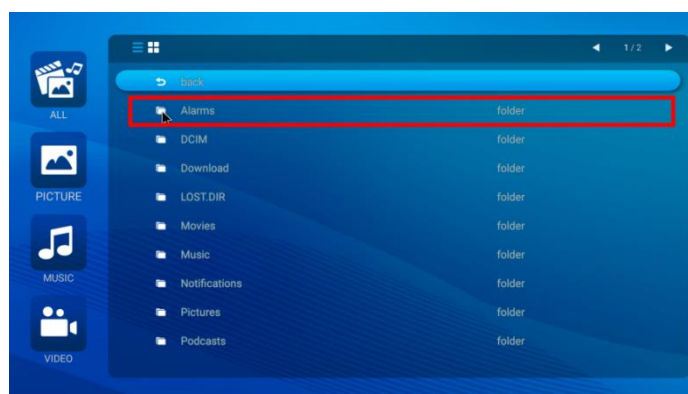 1 / 2
back
ALL
Alarms folder
DCIM folder
Download folder
PICTURE
LOST.DIR folder
Movies folder
Music folder
MUSIC
Notifications folder
Pictures folder
Podcasts folder
VIDEO